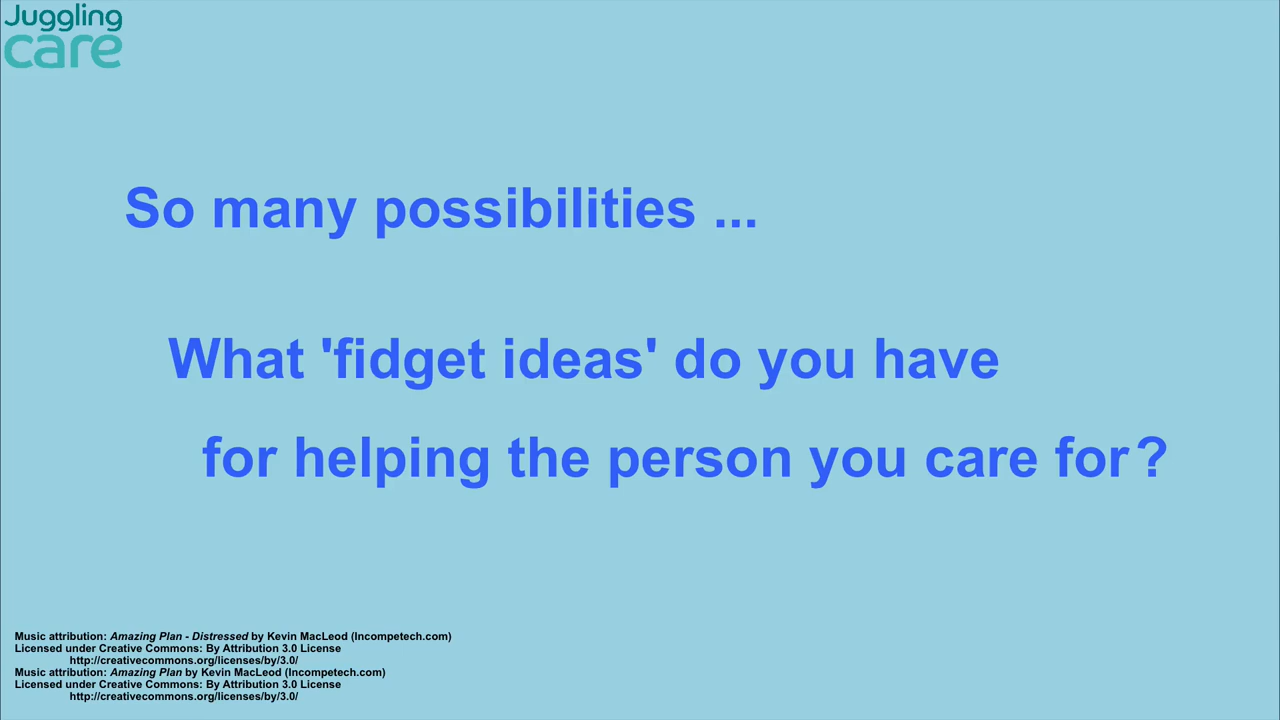 Juggling
care
So many possibilities ...
What 'fidget ideas' do you have
for helping the person you care for?
Music attribution: Amazing Plan - Distressed by Kevin MacLeod (Incompetech.com)
Licensed under Creative Commons: By Attribution 3.0 License
http://creativecommons.org/licenses/by/3.0/
Music attribution: Amazing Plan by Kevin MacLeod (Incompetech.com)
Licensed under Creative Commons: By Attribution 3.0 License
http://creativecommons.org/licenses/by/3.0/